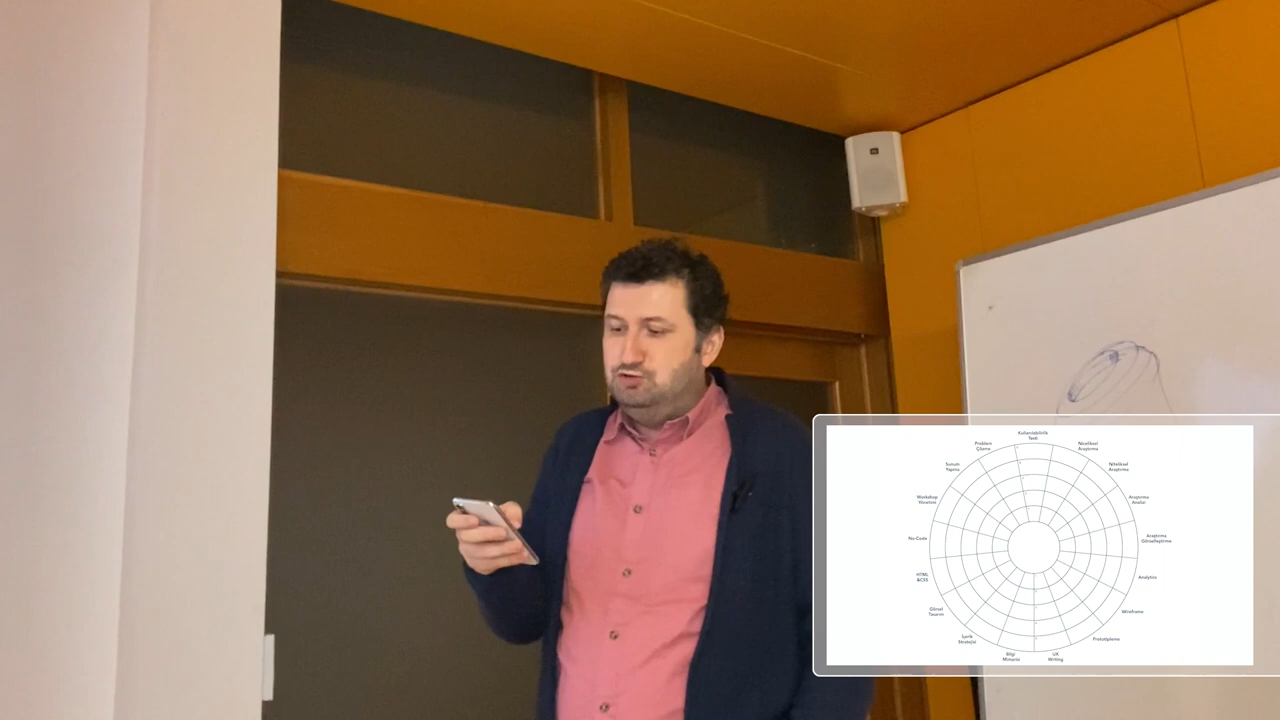 Kullanılabilirlik
Testi
Niceliksel
Araştırma
Niteliksel
Araştırma
Araştırma
Analizi
Araştırma
Görselleştirme
Analytics
Wireframe
Prototipleme
UX
Writing
Bilgi
Mimarisi
İçerik
Stratejisi
Görsel
Tasarım
HTML
&CSS
No-Code
Workshop
Yönetimi
Sunum
Yapma
Problem
Çözme